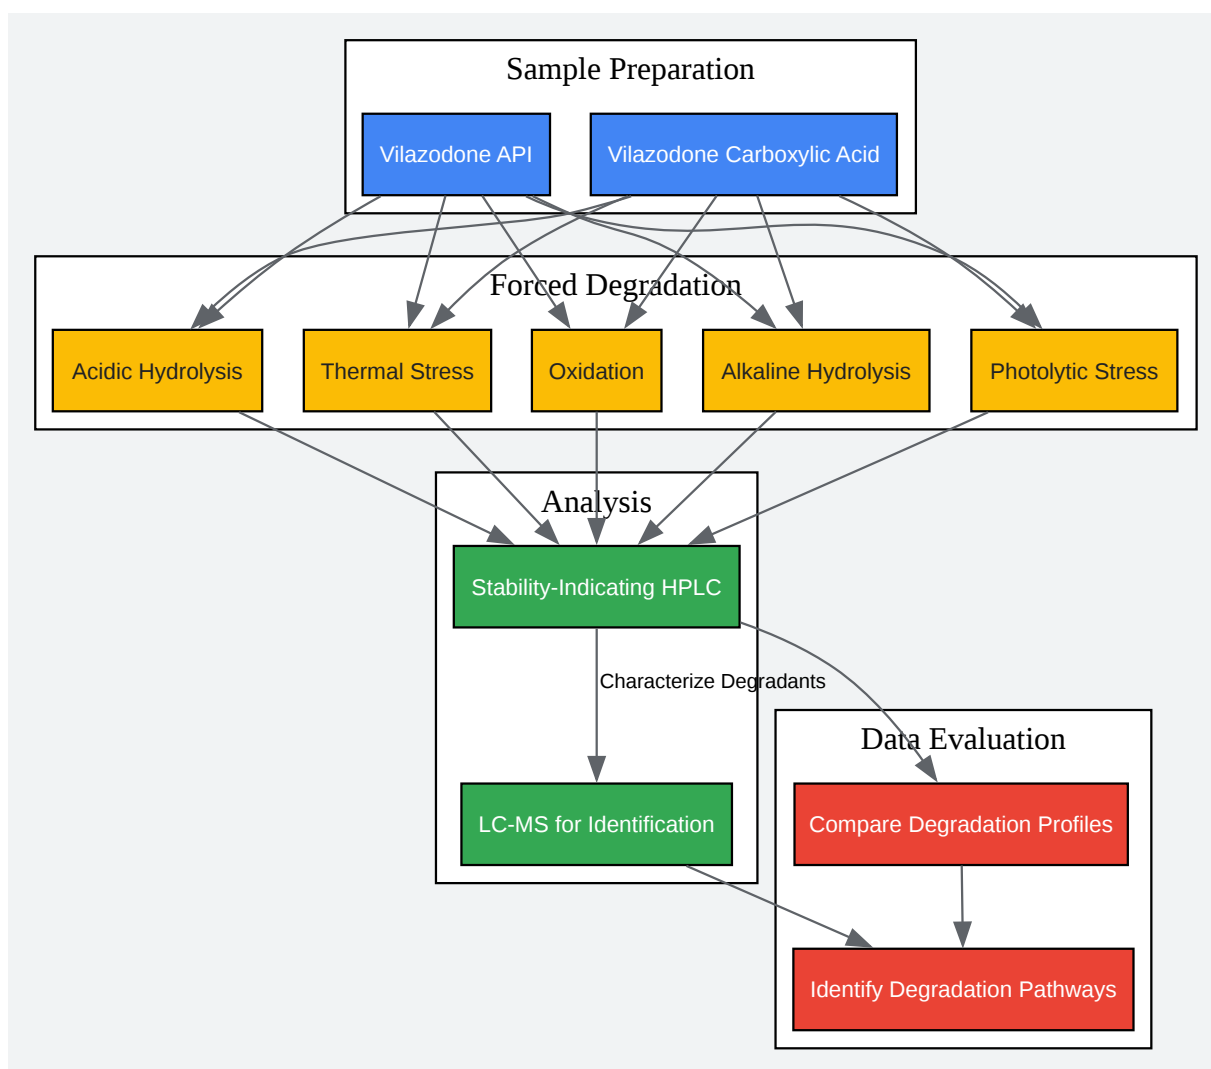 Sample Preparation
Vilazodone API
Vilazodone Carboxylic Acid
Forced Degradation
Acidic Hydrolysis
Thermal Stress
Oxidation
Alkaline Hydrolysis
Photolytic Stress
Analysis
Stability-Indicating HPLC
Characterize Degradants
Data Evaluation
LC-MS for Identification
Compare Degradation Profiles
Identify Degradation Pathways